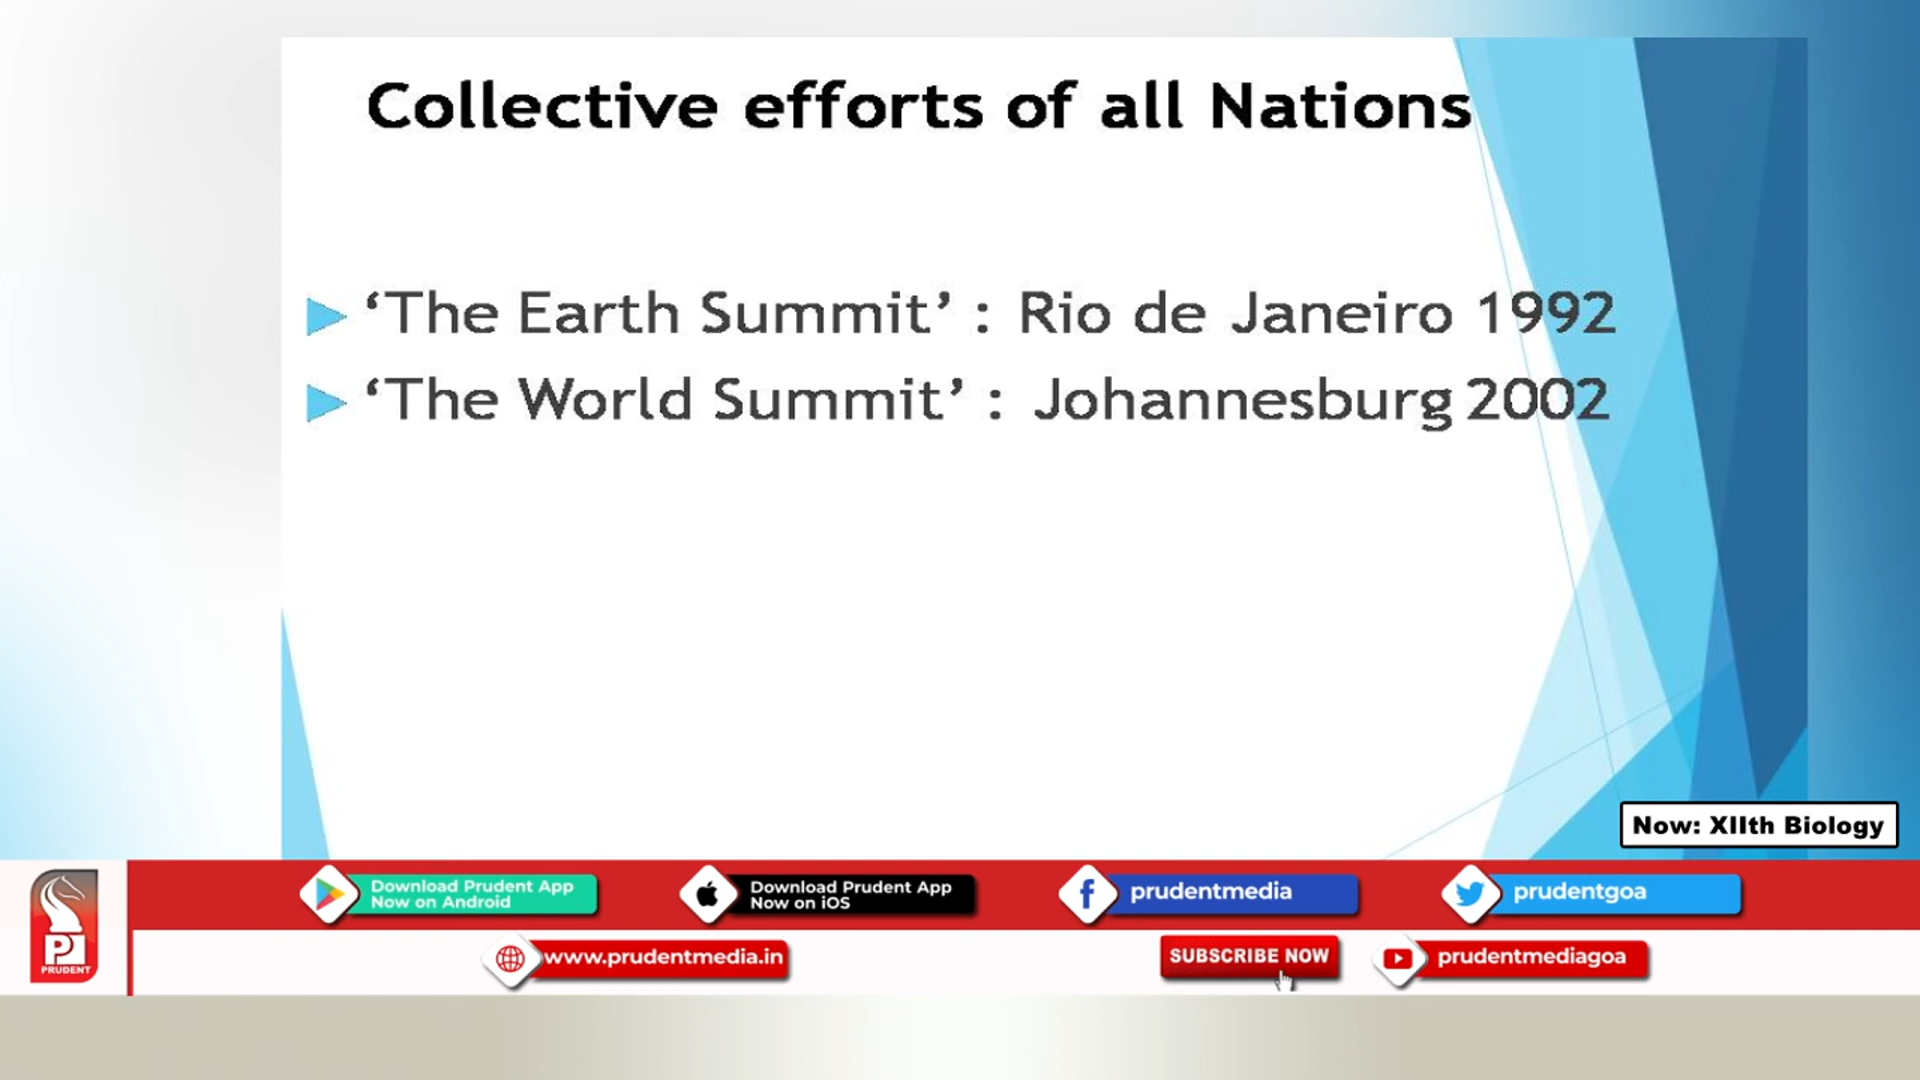 Collective efforts of all Nations
‘The Earth Summit’ : Rio de Janeiro 1992
‘The World Summit’ : Johannesburg 2002
Now: XIIth Biology
Download Prudent App
Now on Android
Download Prudent App
Now on iOS
prudentmedia
prudentgoa
PRUDENT
www.prudentmedia.in
SUBSCRIBE NOW
prudentmediagoa